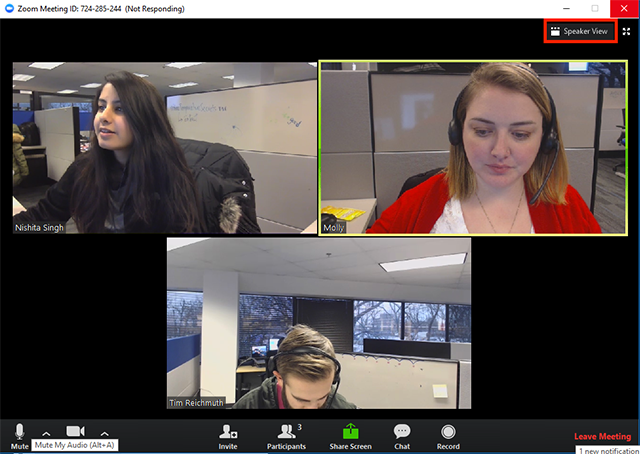 Zoom Meeting ID: 724-285-244 (Not Responding)
Speaker View
Nishita Singh
Molly
Tim Reichmuth
3
Mute
Invite
Participants
Share Screen
Chat
Record
Leave Meeting
Mute My Audio (Alt+A)
1 new notification